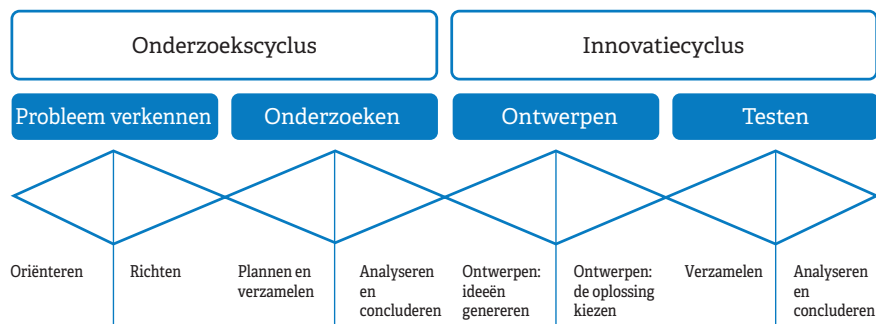 Onderzoekscyclus
Innovatiecyclus
Probleem verkennen
Onderzoeken
Ontwerpen
Testen
Oriënteren
Richten
Plannen en
verzamelen
Analyseren
en
concluderen
Ontwerpen:
ideeën
genereren
Ontwerpen:
de oplossing
kiezen
Verzamelen
Analyseren
en
concluderen